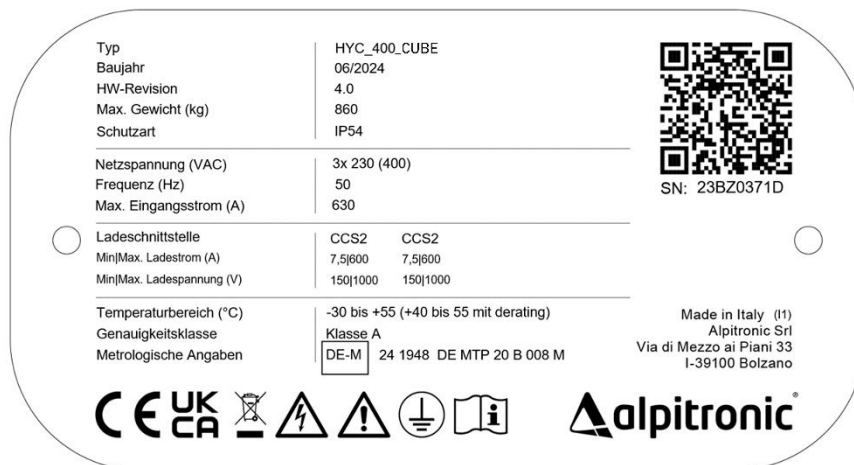 Typ HYC_400_CUBE
Baujahr 06/2024
HW-Revision 4.0
Max. Gewicht (kg) 860
Schutzart IP54
SN: 23BZ0371D
Netzspannung (VAC) 3x 230 (400)
Frequenz (Hz) 50
Max. Eingangsstrom (A) 630
Ladeschnittstelle CCS2 CCS2
Min|Max. Ladestrom (A) 7,5|600 7,5|600
Min|Max. Ladespannung (V) 150|1000 150|1000
Temperaturbereich (°C) -30 bis +55 (+40 bis 55 mit derating)
Genauigkeitsklasse Klasse A
Metrologische Angaben DE-M 24 1948 DE MTP 20 B 008 M
Made in Italy (I1)
Alpitronic Srl
Via di Mezzo ai Piani 33
I-39100 Bolzano
CE UK
CA
alpitronic®